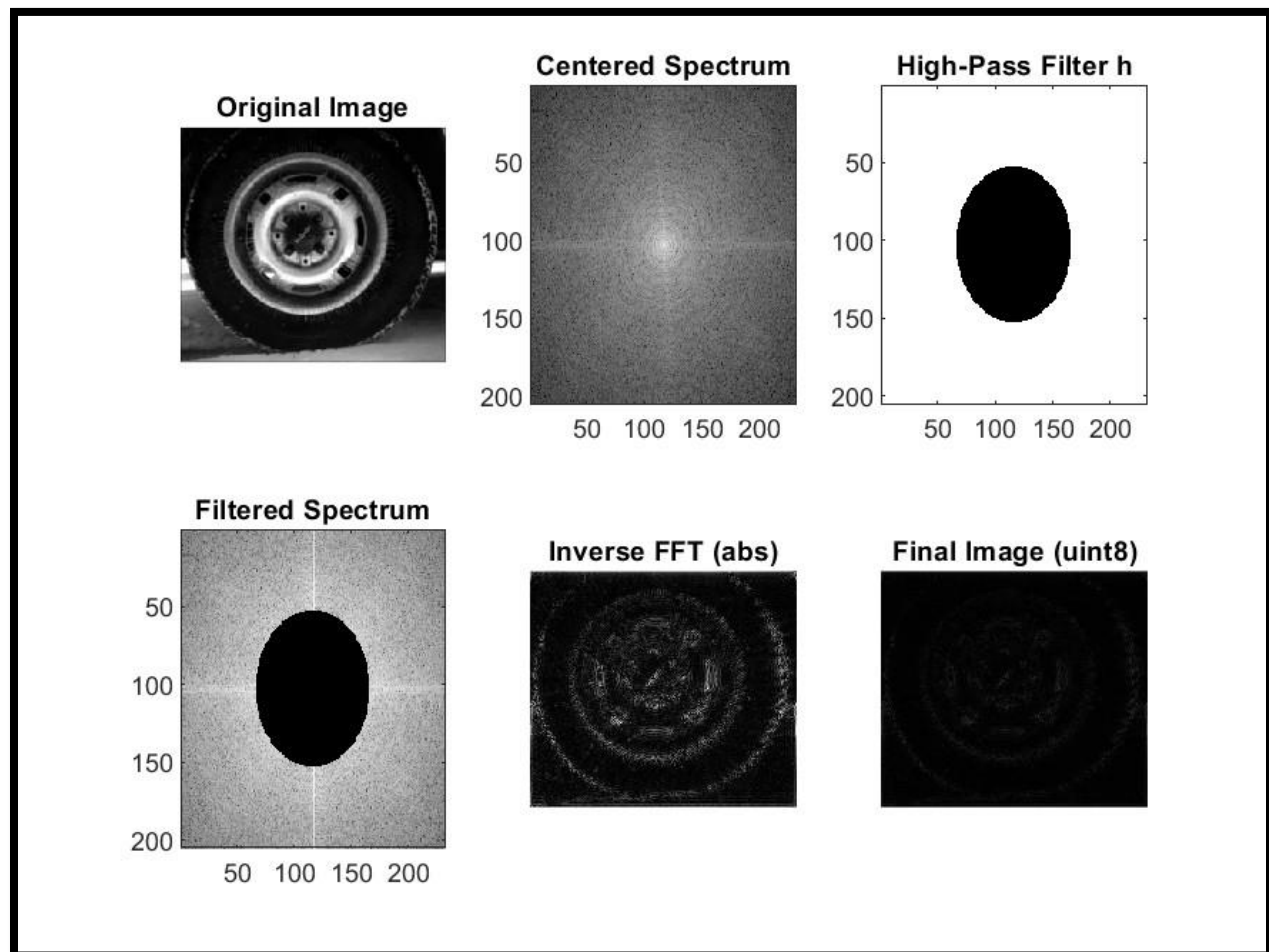 Original Image
Centered Spectrum
50
100
150
200
50 100 150 200
High-Pass Filter h
50
100
150
200
50 100 150 200
Filtered Spectrum
50
100
150
200
50 100 150 200
Inverse FFT (abs)
Final Image (uint8)